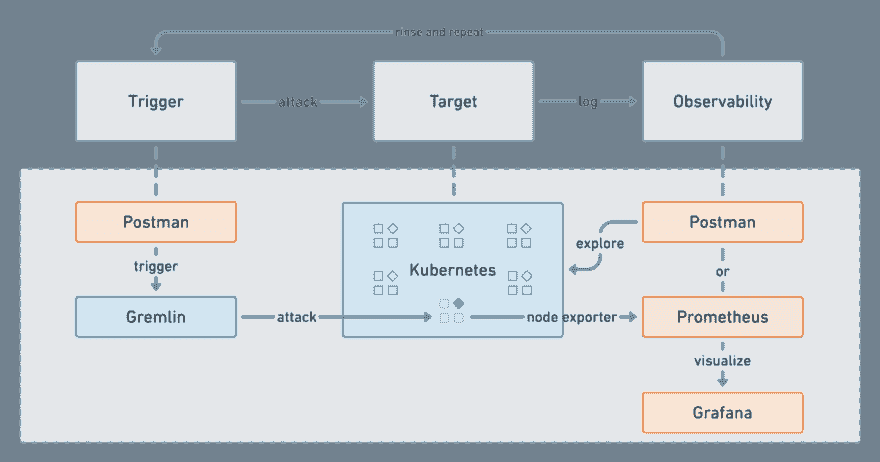 rinse and repeat
Trigger
attack
Target
log
Observability
Postman
Postman
explore
trigger
Kubernetes
or
Gremlin
attack
node exporter
Prometheus
visualize
Grafana